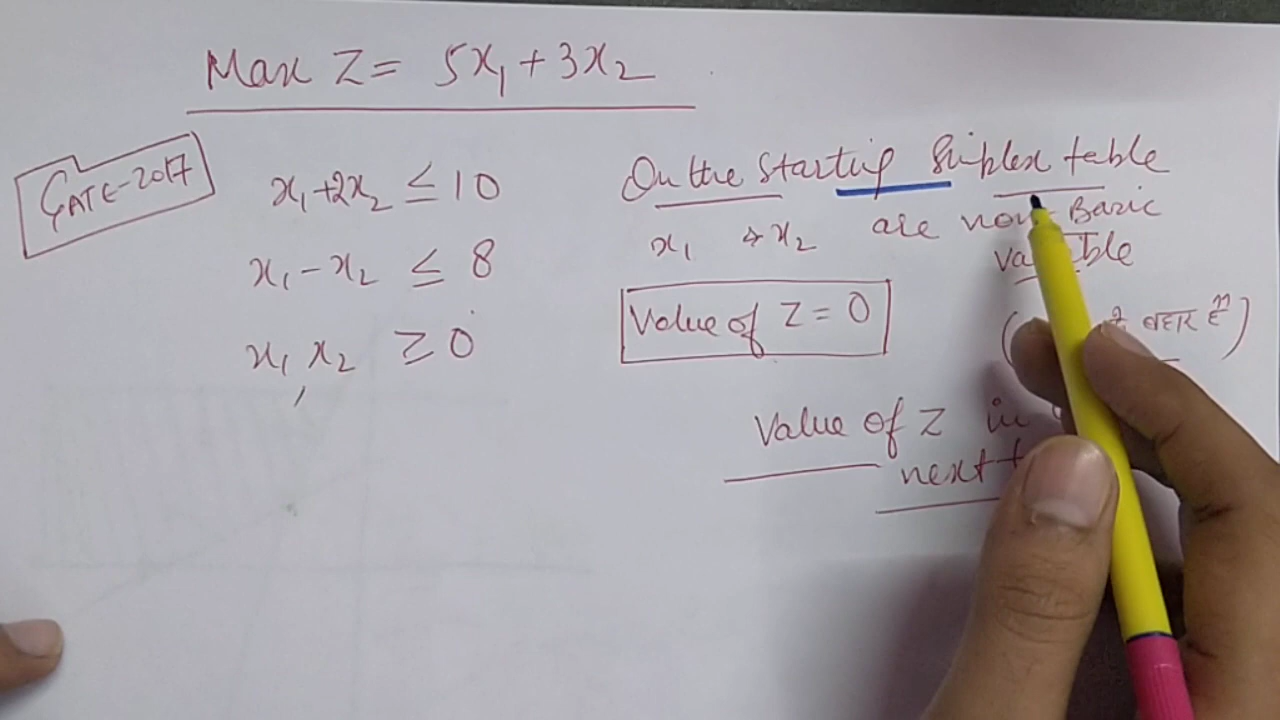 Max Z = 5x₁ + 3x₂
GATE-2017
x₁+2x₂ ≤ 10
x₁ - x₂ ≤ 8
x₁, x₂ ≥ 0
On the starting simplex table
x₁ & x₂ are non-Basic
variable
बाहर है
Value of Z = 0
Value of Z in
next